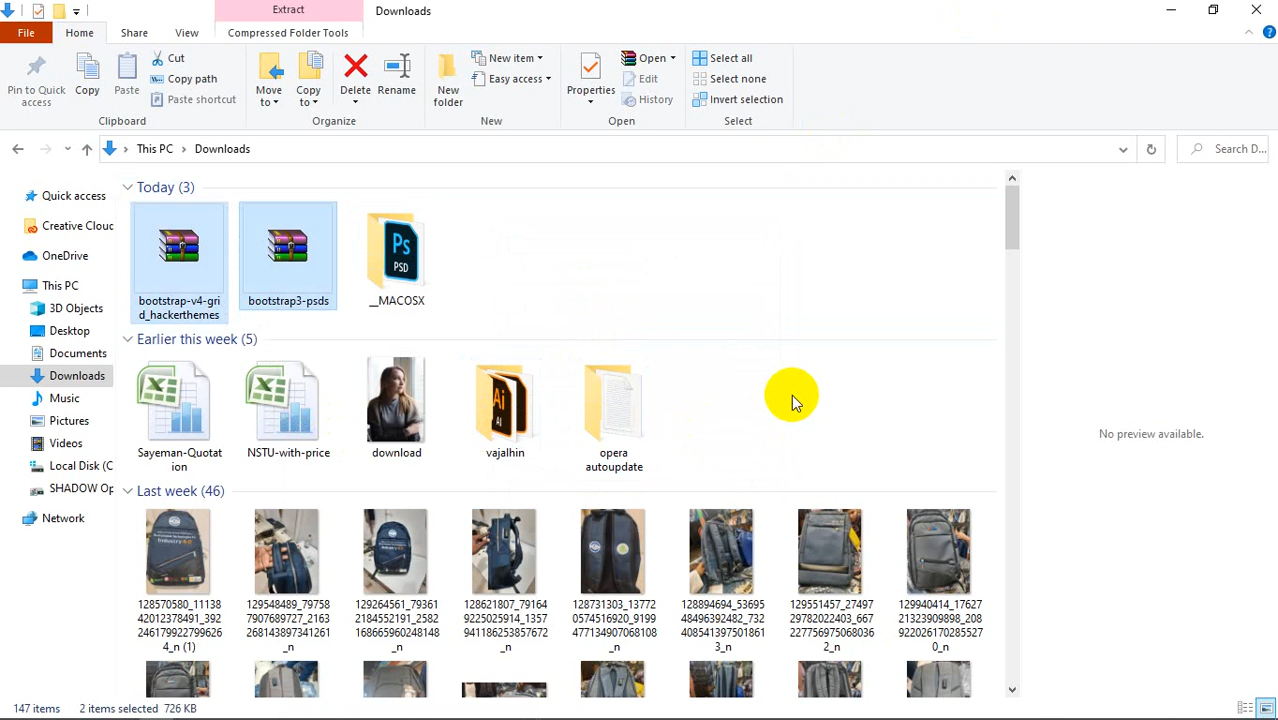 Extract
Downloads
File
Home
Share
View
Compressed Folder Tools
Pin to Quick access
Copy
Paste
Cut
Copy path
Paste shortcut
Clipboard
Move to
Copy to
Delete
Rename
Organize
New folder
New item
Easy access
New
Properties
Open
Edit
History
Open
Select all
Select none
Invert selection
Select
This PC
Downloads
Search D...
Quick access
Creative Clou
OneDrive
This PC
3D Objects
Desktop
Documents
Downloads
Music
Pictures
Videos
Local Disk (C
SHADOW Op
Network
Today (3)
bootstrap-v4-gri
d_hackerthemes
bootstrap3-psds
Ps
PSD
__MACOSX
Earlier this week (5)
Sayeman-Quotat
ion
NSTU-with-price
download
Ai
AI
vajalhin
opera
autoupdate
Last week (46)
128570580_11138
42012378491_392
246179922799626
4_n (1)
129548489_79758
7907689727_2163
268143897341261
_n
129264561_79361
2184552191_2582
168665960248148
_n
128621807_79164
9225025914_1357
941186253857672
_n
128731303_13772
0574516920_9199
477134907068108
_n
128894694_53695
48496392482_732
408541397501861
3_n
129551457_27497
29782022403_667
227756975068036
2_n
129940414_17627
21323909898_208
922026170285527
0_n
No preview available.
147 items
2 items selected 726 KB